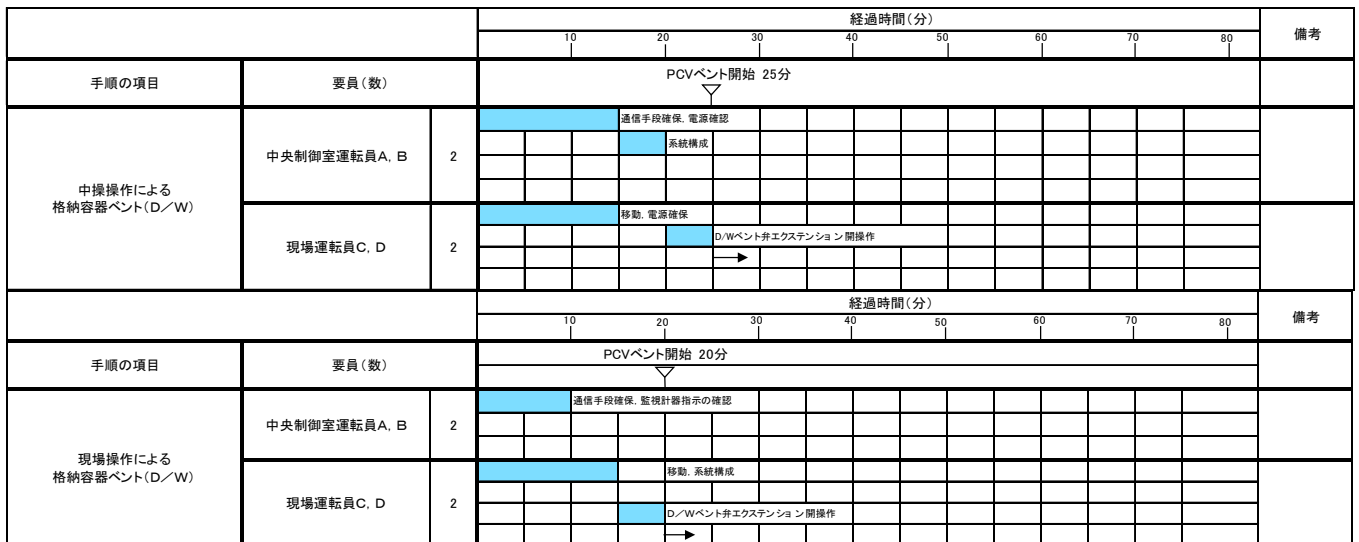 経過時間(分)
備考
10 20 30 40 50 60 70 80
手順の項目
要員(数)
PCVベント開始 25分
中操操作による
格納容器ベント(D/W)
中央制御室運転員A, B
2
通信手段確保, 電源確認
系統構成
現場運転員C, D
2
移動, 電源確保
D/Wベント弁エクステンション開操作
経過時間(分)
備考
10 20 30 40 50 60 70 80
手順の項目
要員(数)
PCVベント開始 20分
現場操作による
格納容器ベント(D/W)
中央制御室運転員A, B
2
通信手段確保, 監視計器指示の確認
現場運転員C, D
2
移動, 系統構成
D/Wベント弁エクステンション開操作